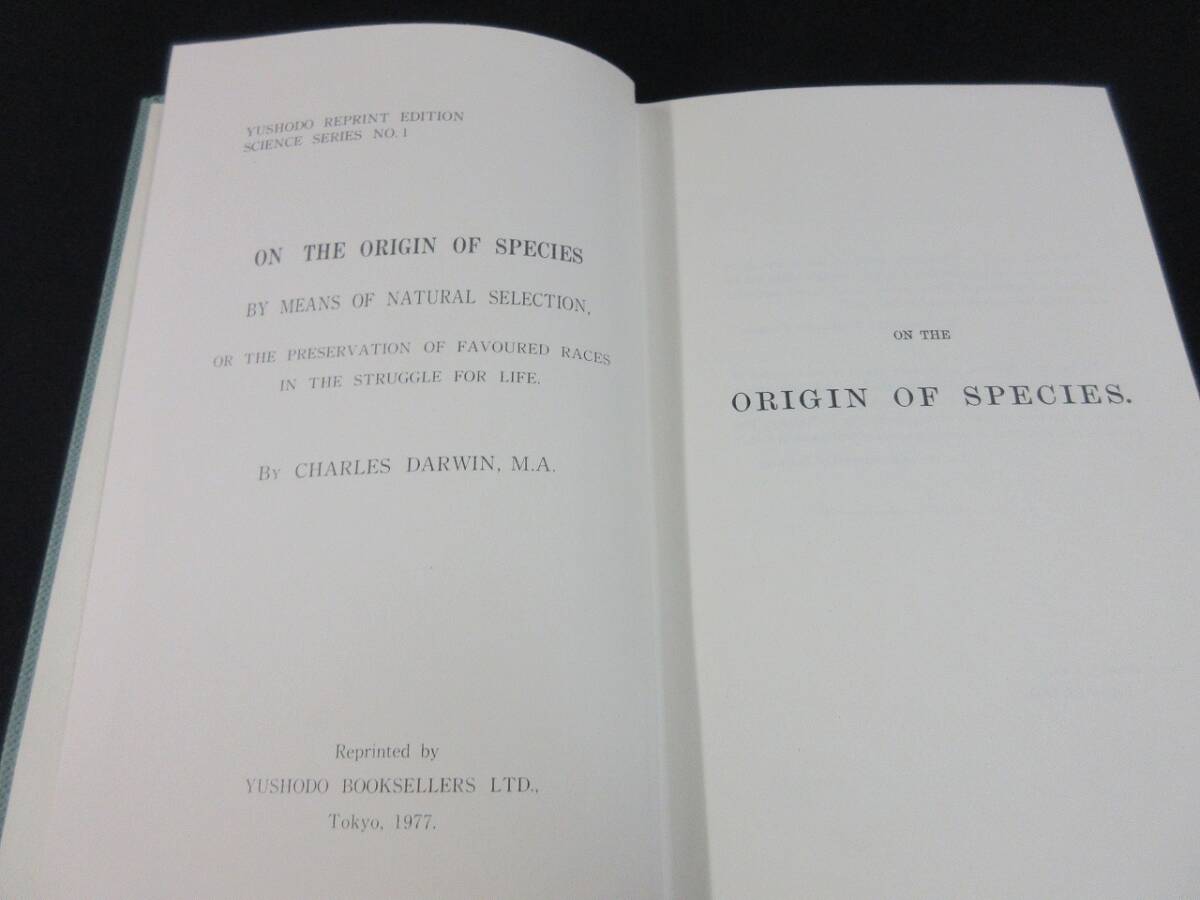 YUSHODO REPRINT EDITION
SCIENCE SERIES NO. 1
ON THE ORIGIN OF SPECIES
BY MEANS OF NATURAL SELECTION,
OR THE PRESERVATION OF FAVOURED RACES
IN THE STRUGGLE FOR LIFE.
BY CHARLES DARWIN, M.A.
Reprinted by
YUSHODO BOOKSELLERS LTD.,
Tokyo, 1977.
ON THE
ORIGIN OF SPECIES.